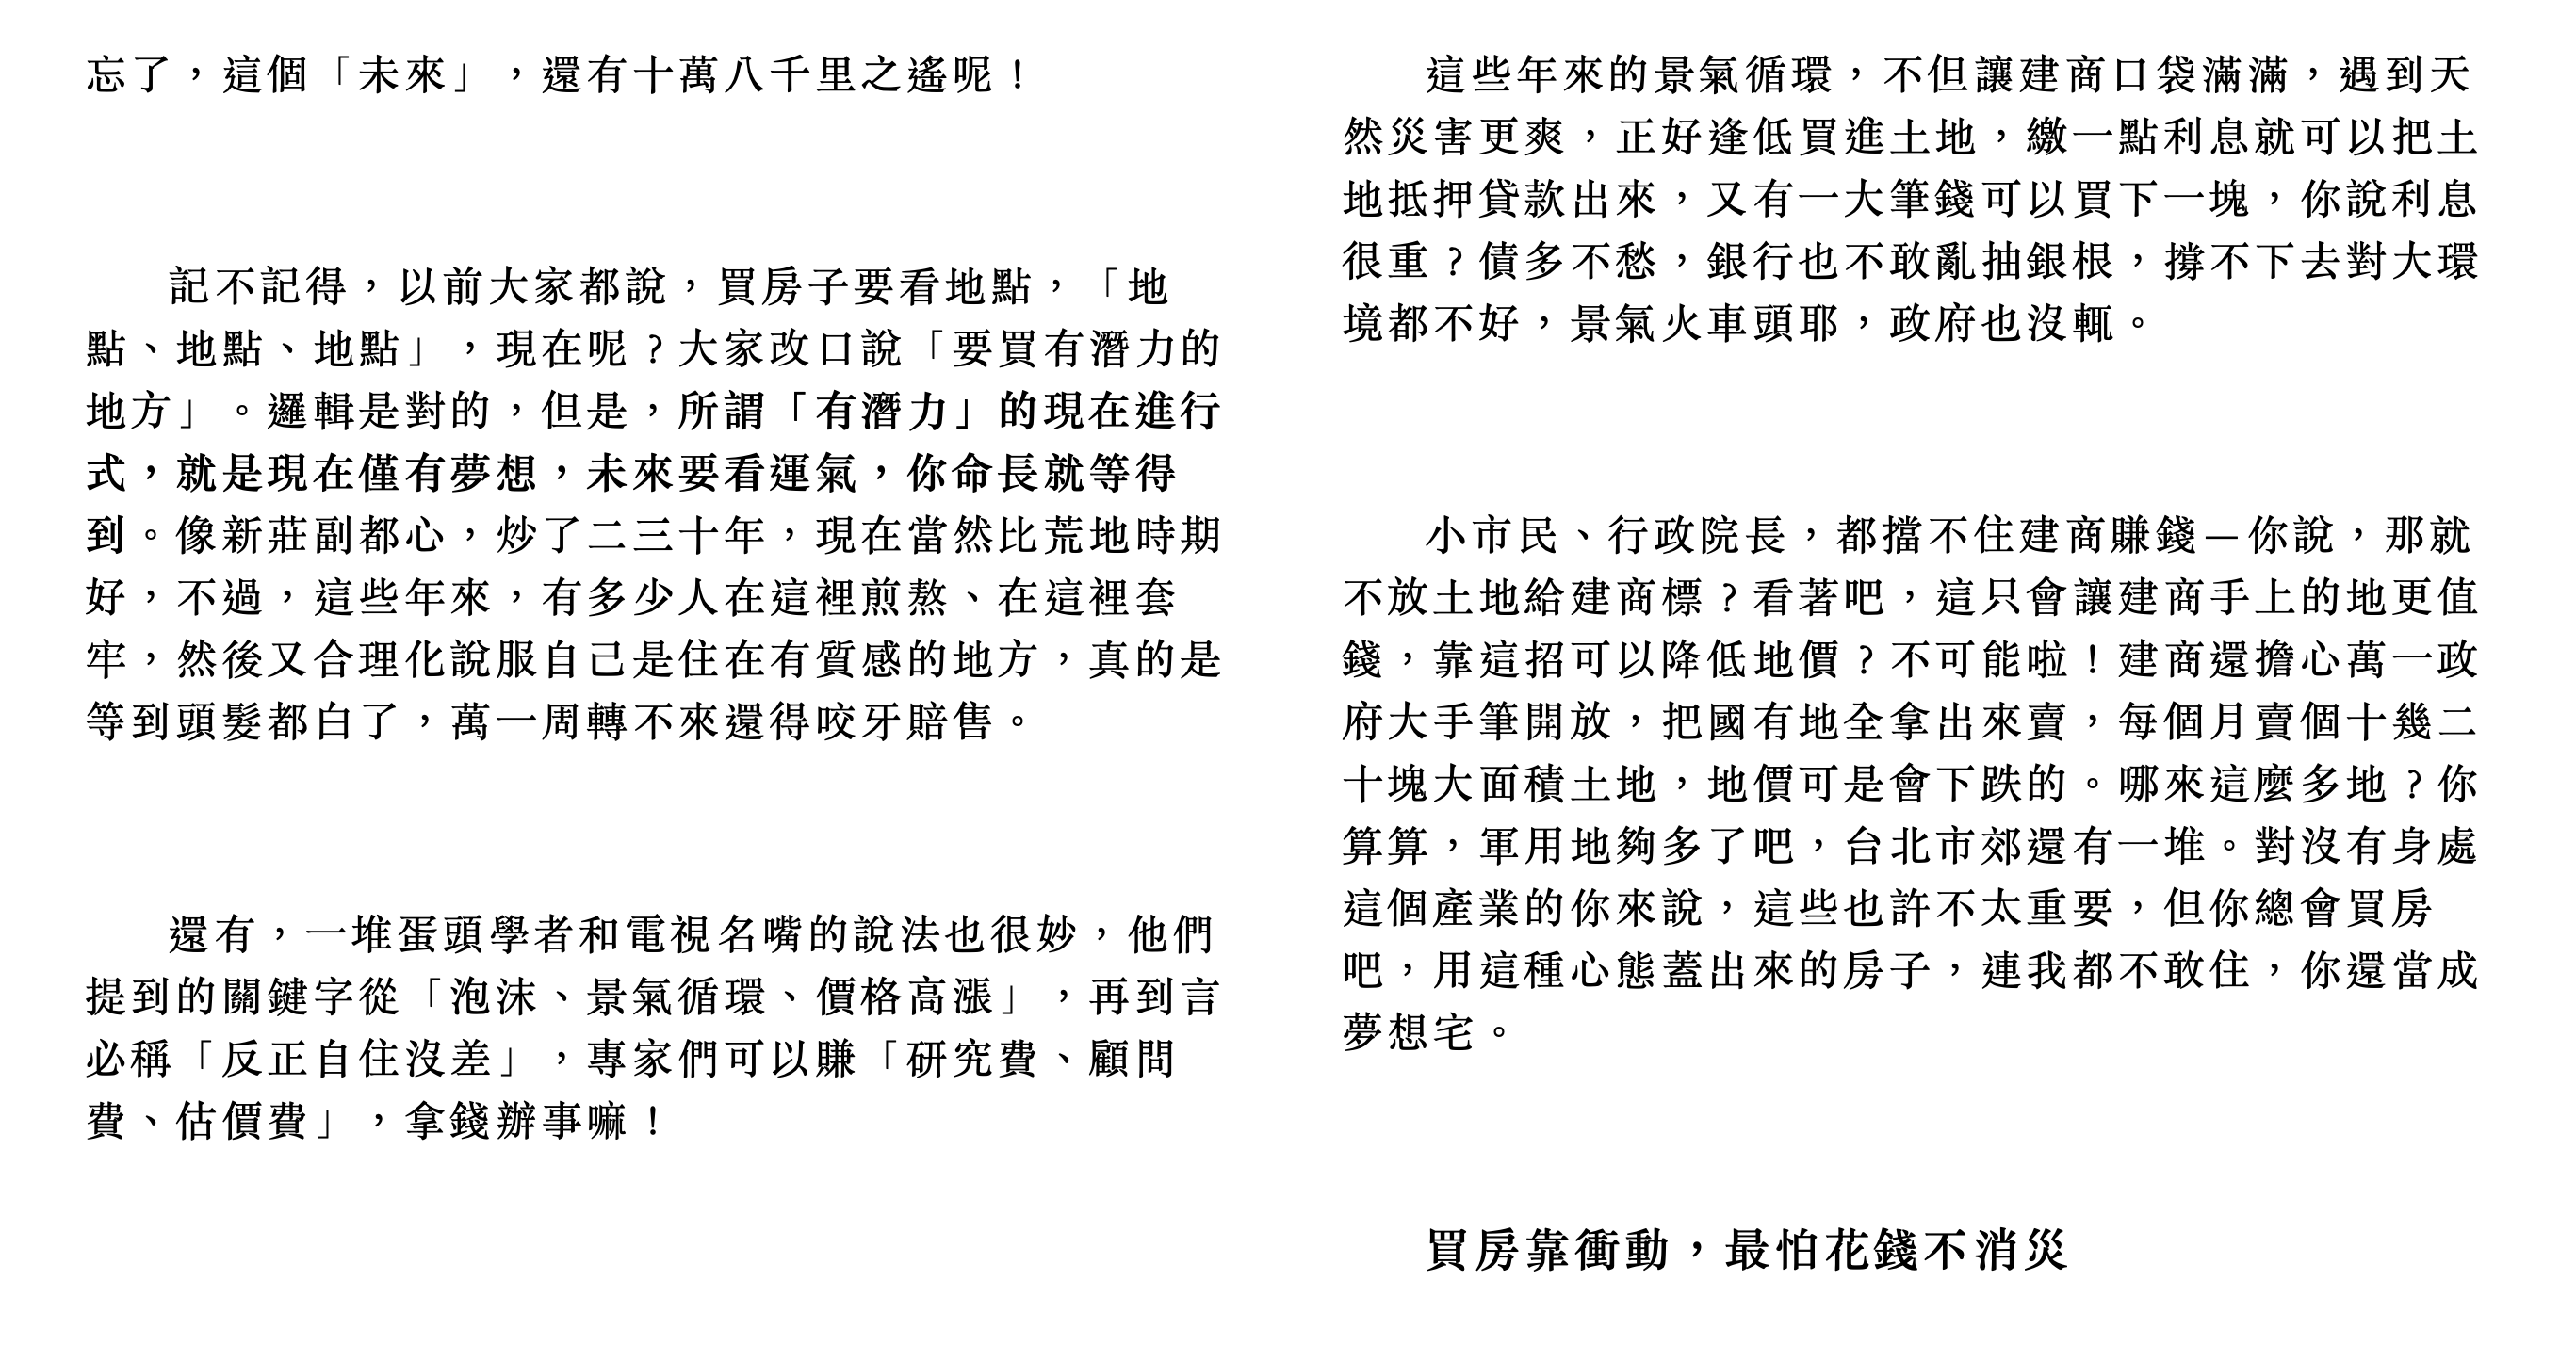 忘了，這個「未來」，還有十萬八千里之遙呢！
記不記得，以前大家都說，買房子要看地點，「地
點、地點、地點」，現在呢？大家改口說「要買有潛力的
地方」。邏輯是對的，但是，所謂「有潛力」的現在進行
式，就是現在僅有夢想，未來要看運氣，你命長就等得
到。像新莊副都心，炒了二三十年，現在當然比荒地時期
好，不過，這些年來，有多少人在這裡煎熬、在這裡套
牢，然後又合理化說服自己是住在有質感的地方，真的是
等到頭髮都白了，萬一周轉不來還得咬牙賠售。
還有，一堆蛋頭學者和電視名嘴的說法也很妙，他們
提到的關鍵字從「泡沫、景氣循環、價格高漲」，再到言
必稱「反正自住沒差」，專家們可以賺「研究費、顧問
費、估價費」，拿錢辦事嘛！
這些年來的景氣循環，不但讓建商口袋滿滿，遇到天
然災害更爽，正好逢低買進土地，繳一點利息就可以把土
地抵押貸款出來，又有一大筆錢可以買下一塊，你說利息
很重？債多不愁，銀行也不敢亂抽銀根，撐不下去對大環
境都不好，景氣火車頭耶，政府也沒輒。
小市民、行政院長，都擋不住建商賺錢—你說，那就
不放土地給建商標？看著吧，這只會讓建商手上的地更值
錢，靠這招可以降低地價？不可能啦！建商還擔心萬一政
府大手筆開放，把國有地全拿出來賣，每個月賣個十幾二
十塊大面積土地，地價可是會下跌的。哪來這麼多地？你
算算，軍用地夠多了吧，台北市郊還有一堆。對沒有身處
這個產業的你來說，這些也許不太重要，但你總會買房
吧，用這種心態蓋出來的房子，連我都不敢住，你還當成
夢想宅。
買房靠衝動，最怕花錢不消災